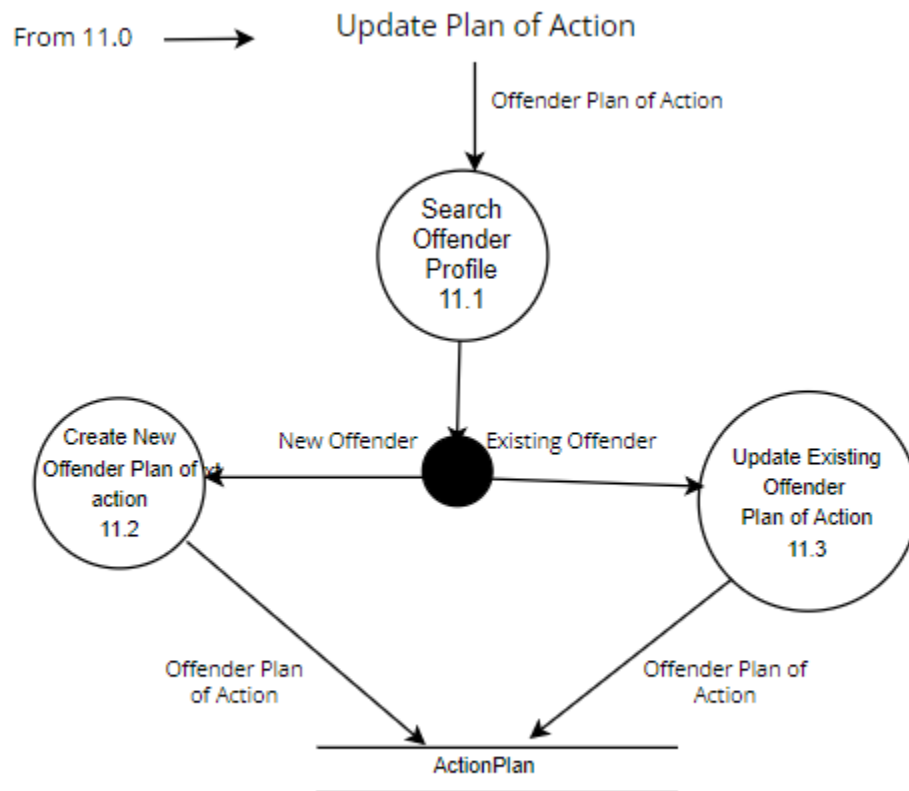 From 11.0
Update Plan of Action
Offender Plan of Action
Search
Offender
Profile
11.1
New Offender
Existing Offender
Create New
Offender Plan of
action
11.2
Update Existing
Offender
Plan of Action
11.3
Offender Plan
of Action
Offender Plan of
Action
ActionPlan